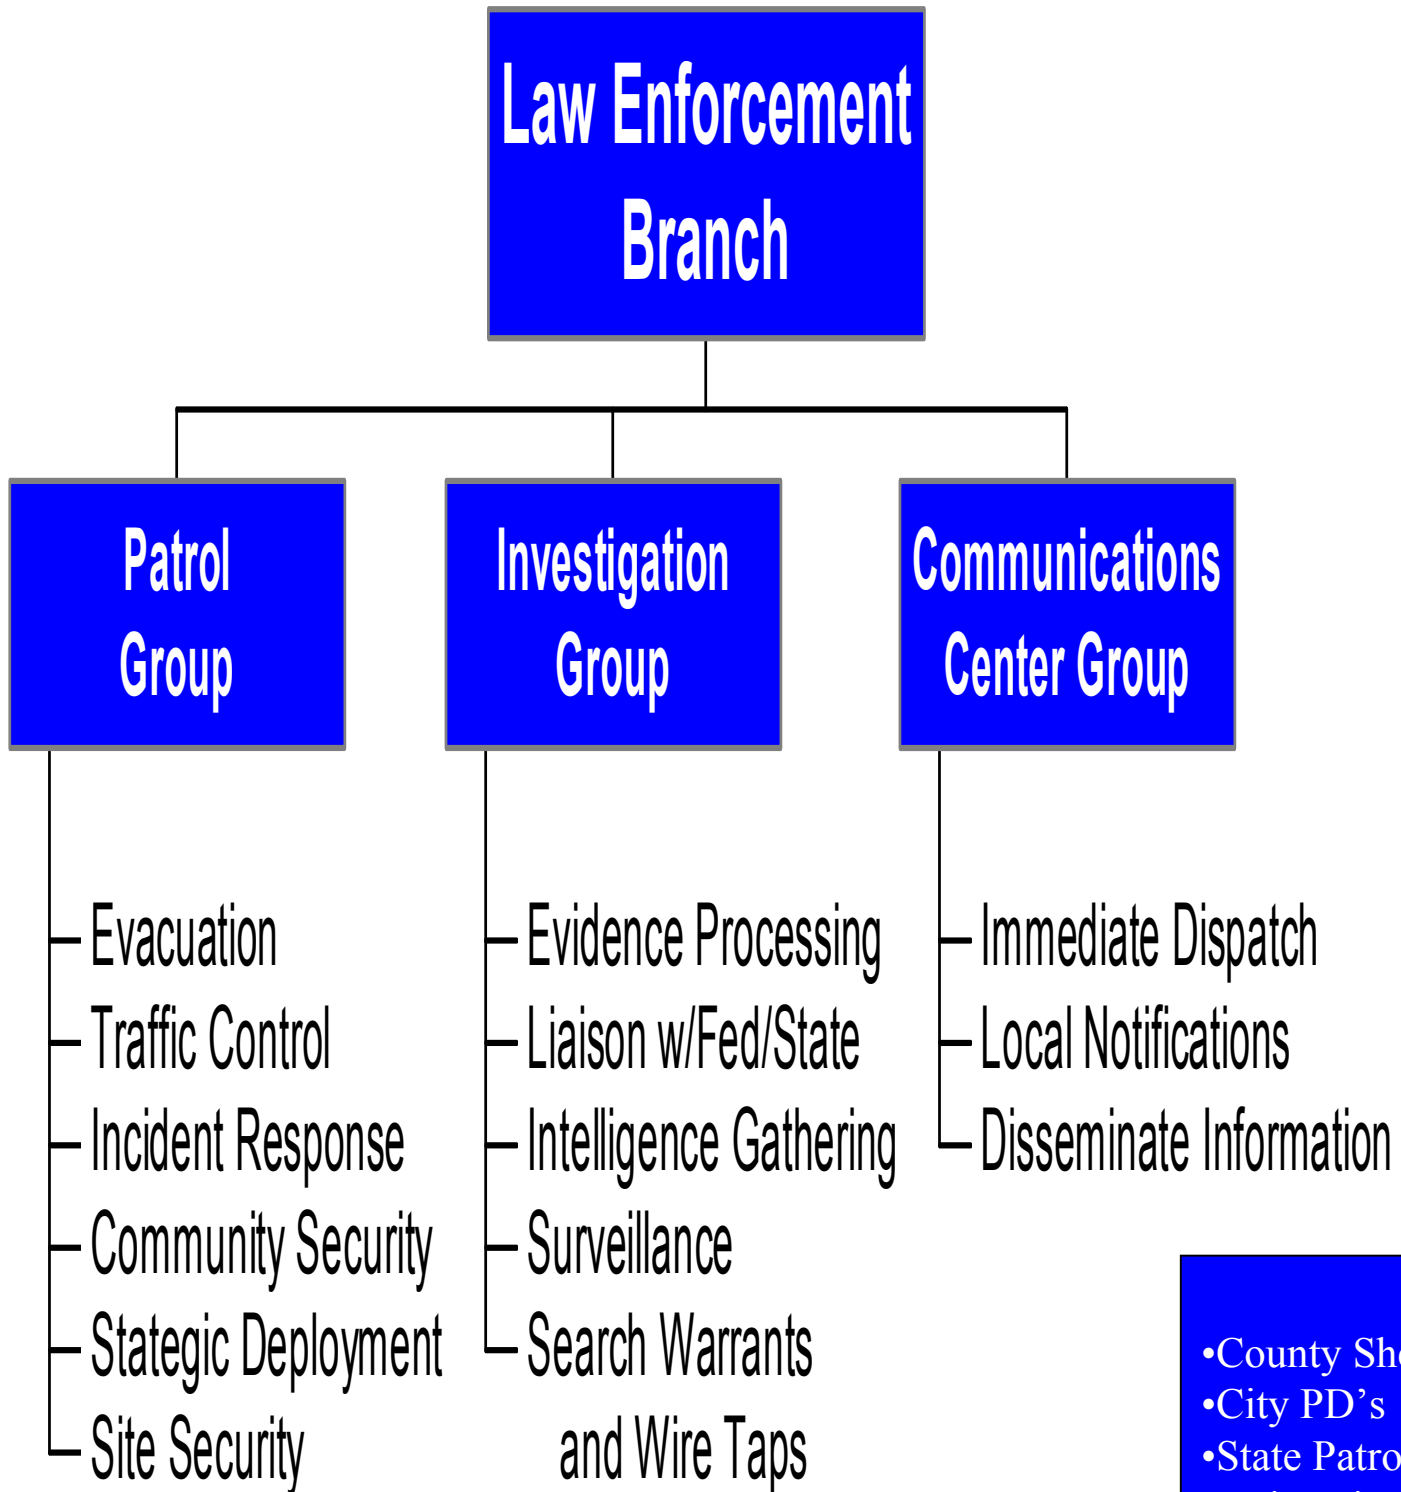 Law Enforcement
Branch
Patrol
Group
Evacuation
Traffic Control
Incident Response
Community Security
Stategic Deployment
Site Security
Investigation
Group
Evidence Processing
Liaison w/Fed/State
Intelligence Gathering
Surveillance
Search Warrants
and Wire Taps
Communications
Center Group
Immediate Dispatch
Local Notifications
Disseminate Information
•County
•City PD's
•State